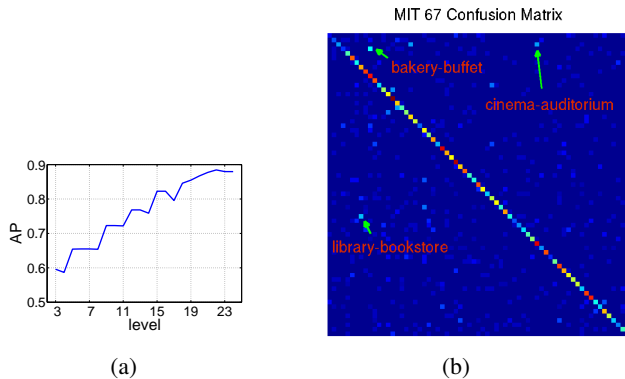 MIT 67 Confusion Matrix
bakery-buffet
cinema-auditorium
library-bookstore
AP
0.9
0.8
0.7
0.6
0.5
3 7 11 15 19 23
level
(a)
(b)